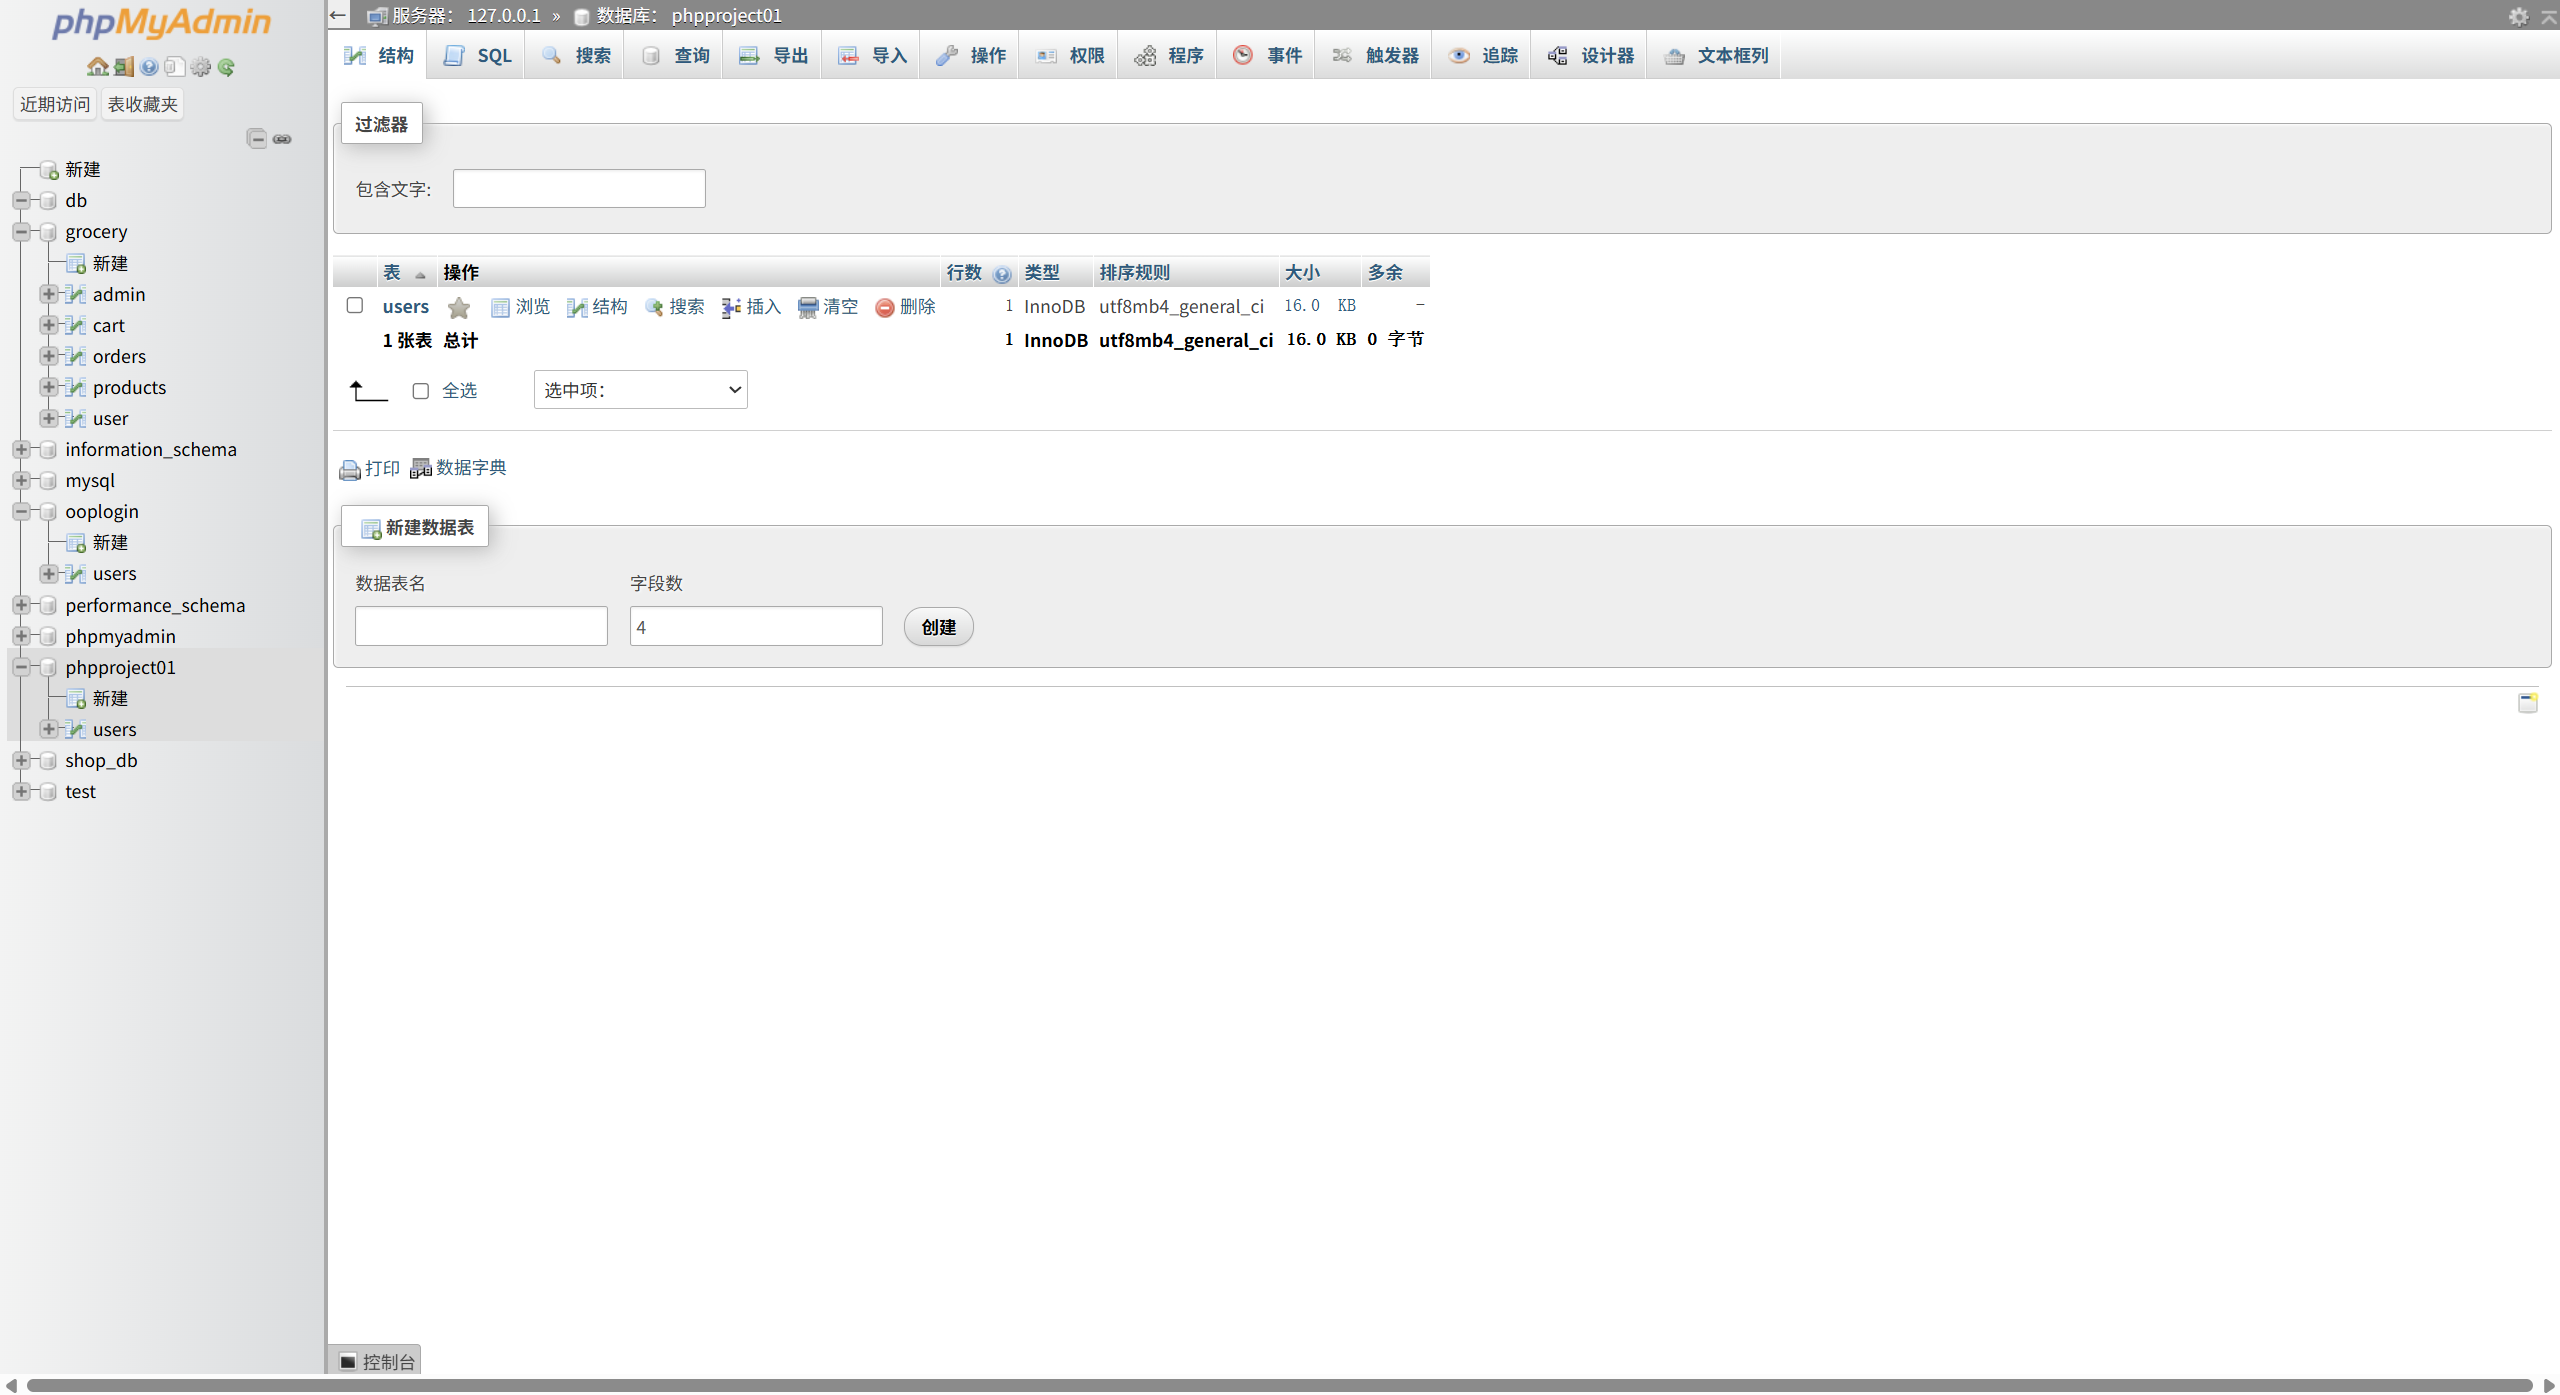 phpMyAdmin
近期访问 表收藏夹
新建
db
grocery
新建
admin
cart
orders
products
user
information_schema
mysql
ooplogin
新建
users
performance_schema
phpmyadmin
phpproject01
新建
users
shop_db
test
服务器： 127.0.0.1 » 数据库： phpproject01
结构 SQL 搜索 查询 导出 导入 操作 权限 程序 事件 触发器 追踪 设计器 文本框列
过滤器
包含文字:
表 操作 行数 类型 排序规则 大小 多余
users 浏览 结构 搜索 插入 清空 删除 1 InnoDB utf8mb4_general_ci 16.0 KB -
1 张表 总计 1 InnoDB utf8mb4_general_ci 16.0 KB 0 字节
全选 选中项：
打印 数据字典
新建数据表
数据表名 字段数
4 创建
控制台